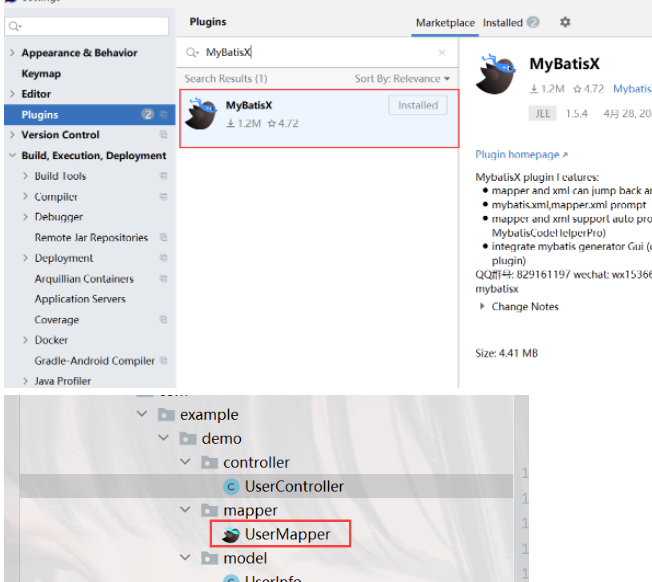 Plugins
Marketplace Installed 2
Q-
Q- MyBatisX ×
Appearance & Behavior
Keymap
Editor
Plugins 2
Version Control
Build, Execution, Deployment
Build Tools
Compiler
Debugger
Remote Jar Repositories
Deployment
Arquillian Containers
Application Servers
Coverage
Docker
Gradle-Android Compiler
Java Profiler
Search Results (1) Sort By: Relevance
MyBatisX Installed
1.2M 4.72
MyBatisX
1.2M 4.72 Mybatis
JEE 1.5.4 4月 28, 20
Plugin homepage
MybatisX plugin Features:
mapper and xml can jump back a
mybatis.xml,mapper.xml prompt
mapper and xml support auto pro
MybatisCodeHelperPro)
integrate mybatis generator Gui (
plugin)
QQ群号: 829161197 wechat: wx1536
mybatisx
Change Notes
Size: 4.41 MB
example
demo
controller
UserController
mapper
UserMapper
model
UserInfo